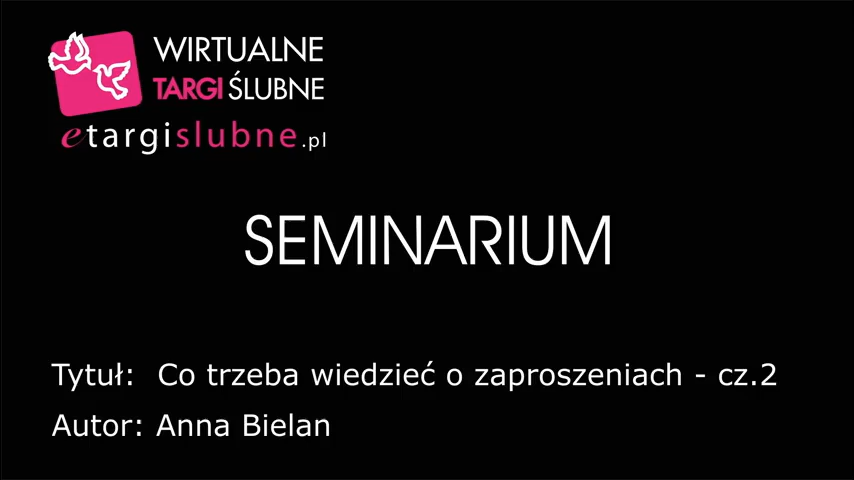 WIRTUALNE
TARGI ŚLUBNE
etargislubne.pl
SEMINARIUM
Tytuł: Co trzeba wiedzieć o zaproszeniach - cz.2
Autor: Anna Bielan